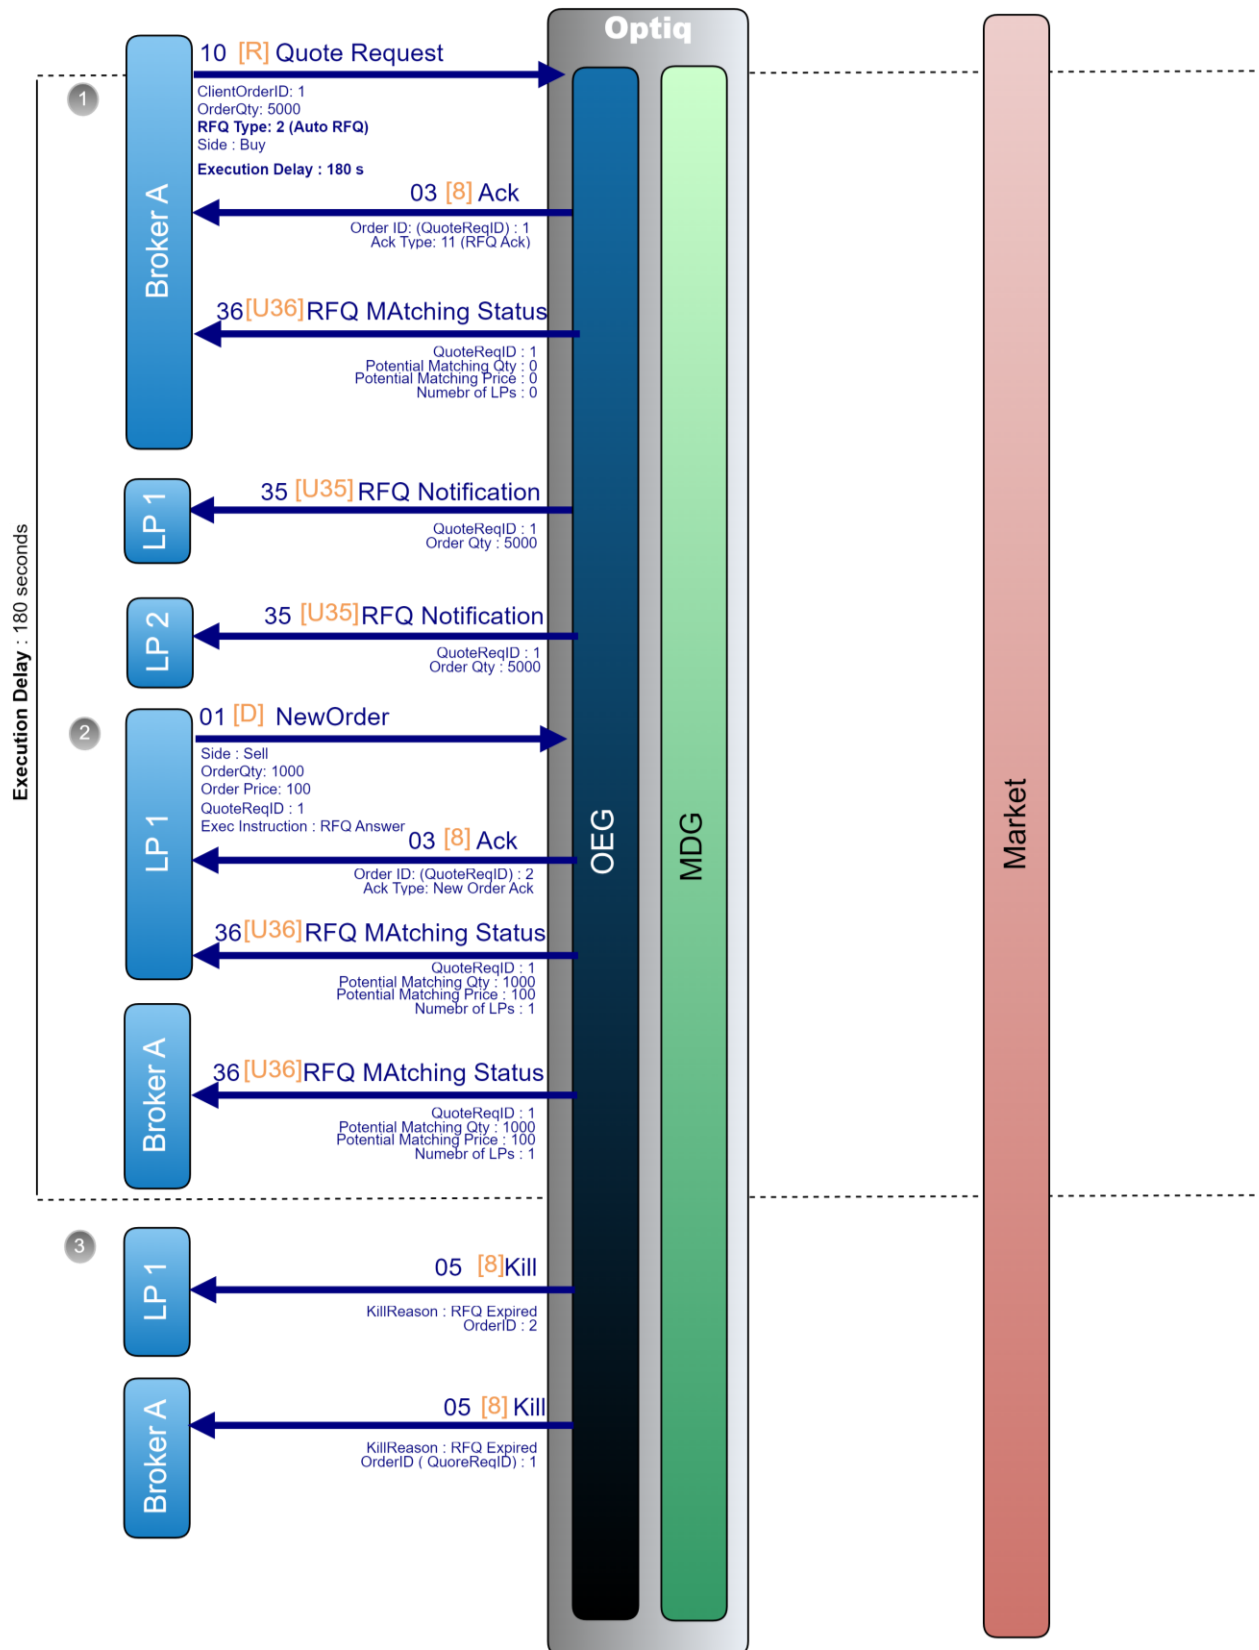 Optiq
10 [R] Quote Request
1
ClientOrderID: 1
OrderQty: 5000
RFQ Type: 2 (Auto RFQ)
Side : Buy
Execution Delay : 180 s
Broker A
03 [8] Ack
Order ID: (QuoteReqID) : 1
Ack Type: 11 (RFQ Ack)
36 [U36] RFQ MAtching Status
QuoteReqID : 1
Potential Matching Qty : 0
Potential Matching Price : 0
Numebr of LPs : 0
LP 1
35 [U35] RFQ Notification
QuoteReqID : 1
Order Qty : 5000
LP 2
35 [U35] RFQ Notification
QuoteReqID : 1
Order Qty : 5000
Execution Delay : 180 seconds
2
01 [D] NewOrder
Side : Sell
OrderQty: 1000
Order Price: 100
QuoteReqID : 1
Exec Instruction : RFQ Answer
LP 1
03 [8] Ack
Order ID: (QuoteReqID) : 2
Ack Type: New Order Ack
36 [U36] RFQ MAtching Status
QuoteReqID : 1
Potential Matching Qty : 1000
Potential Matching Price : 100
Numebr of LPs : 1
OEG
MDG
Market
Broker A
36 [U36] RFQ MAtching Status
QuoteReqID : 1
Potential Matching Qty : 1000
Potential Matching Price : 100
Numebr of LPs : 1
3
LP 1
05 [8] Kill
KillReason : RFQ Expired
OrderID : 2
Broker A
05 [8] Kill
KillReason : RFQ Expired
OrderID ( QuoreReqID) : 1